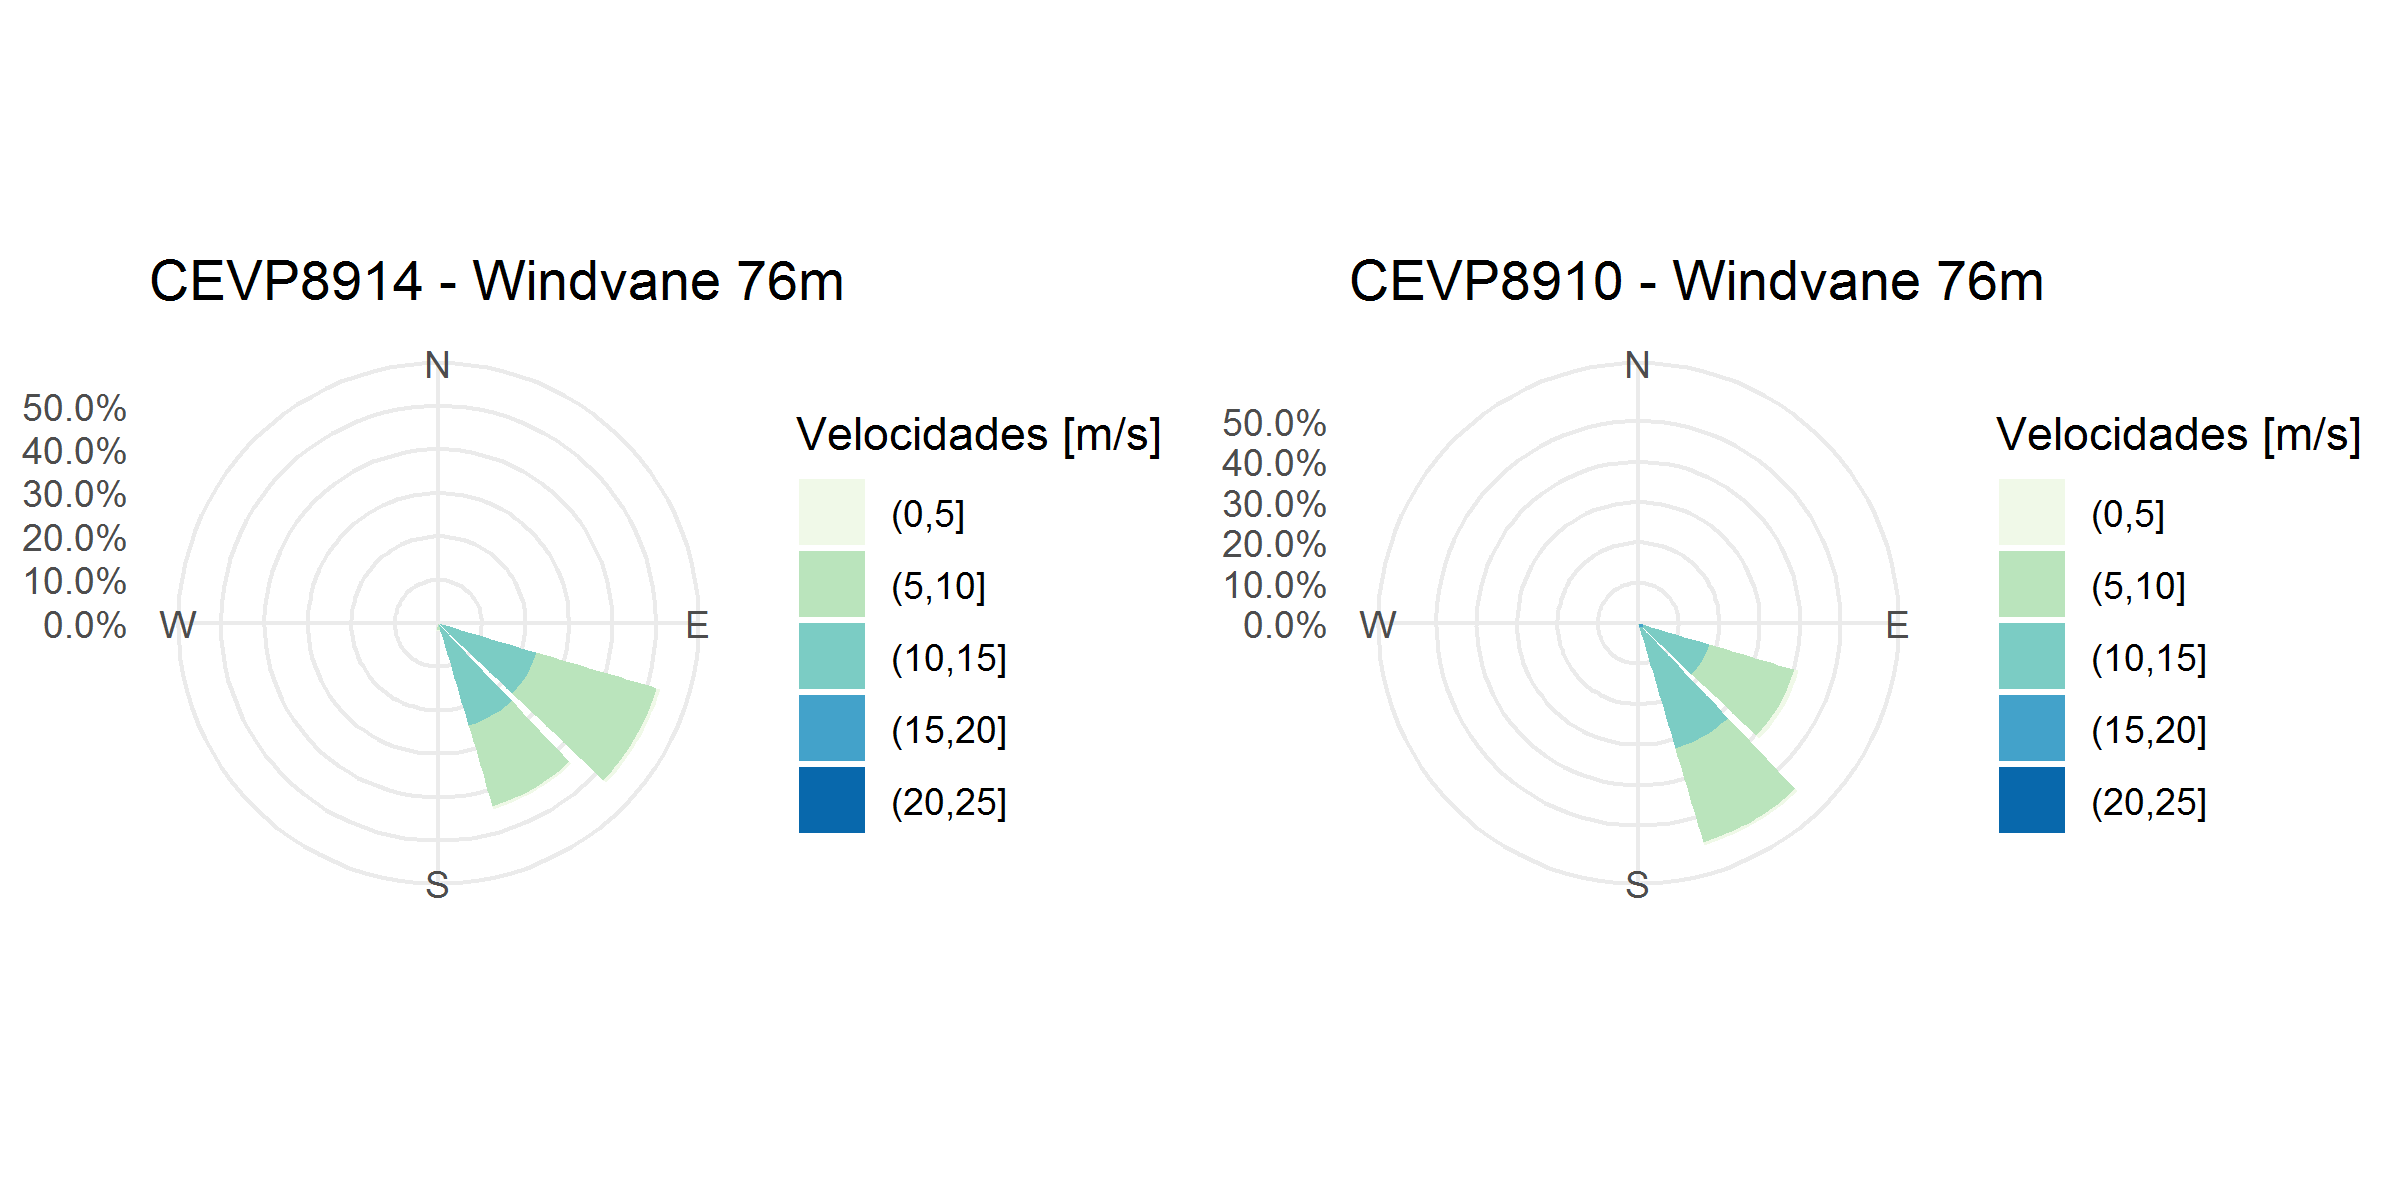 CEVP8914 - Windvane 76m
N
50.0%
40.0%
30.0%
20.0%
10.0%
0.0%
W
E
S
Velocidades [m/s]
(0,5]
(5,10]
(10,15]
(15,20]
(20,25]
CEVP8910 - Windvane 76m
N
50.0%
40.0%
30.0%
20.0%
10.0%
0.0%
W
E
S
Velocidades [m/s]
(0,5]
(5,10]
(10,15]
(15,20]
(20,25]